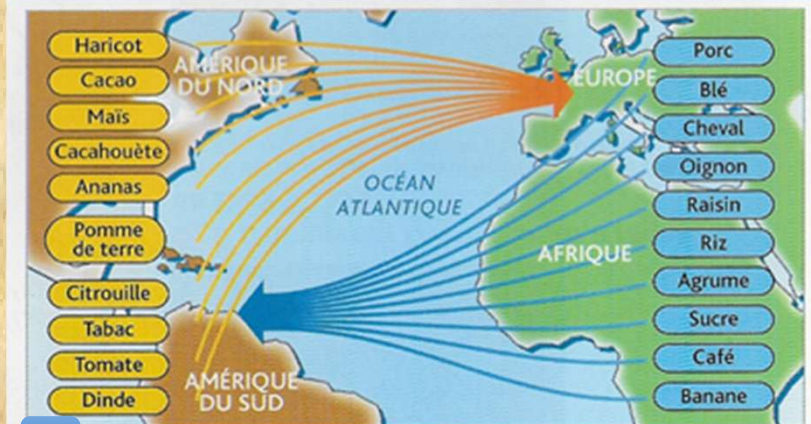 Haricot
Cacao
Maïs
Cacahouète
Ananas
Pomme
de terre
Citrouille
Tabac
Tomate
Dinde
AMÉRIQUE
DU NORD
OCÉAN
ATLANTIQUE
AMÉRIQUE
DU SUD
EUROPE
AFRIQUE
Porc
Blé
Cheval
Oignon
Raisin
Riz
Agrume
Sucre
Café
Banane